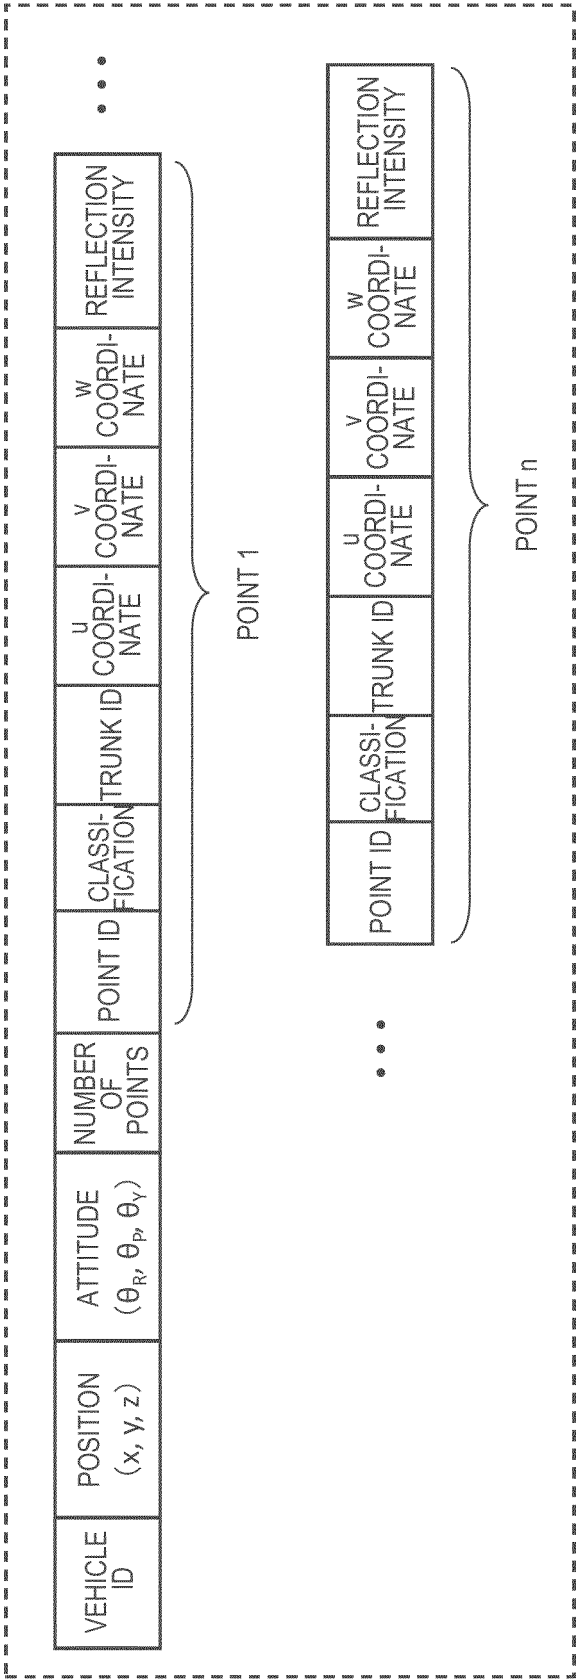 VEHICLE
ID
POSITION
(x, y, z)
ATTITUDE
(θR, θP, θY)
NUMBER
OF
POINTS
POINT ID
CLASSI-
FICATION
TRUNK ID
u
COORDI-
NATE
v
COORDI-
NATE
w
COORDI-
NATE
REFLECTION
INTENSITY
• • •
POINT 1
• • •
POINT ID
CLASSI-
FICATION
TRUNK ID
u
COORDI-
NATE
v
COORDI-
NATE
w
COORDI-
NATE
REFLECTION
INTENSITY
POINT n